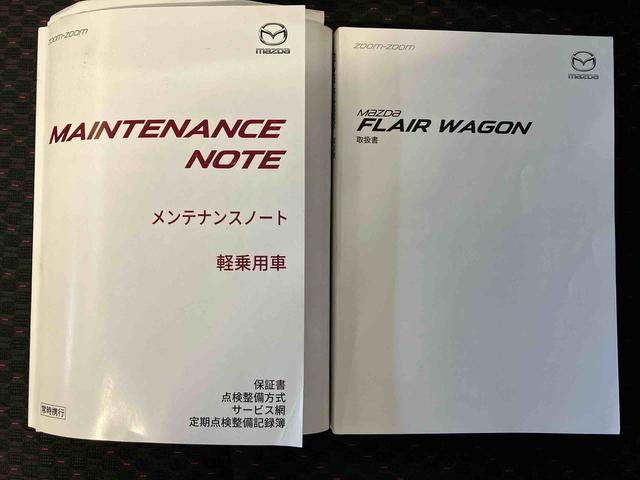 zoom-zoom
mazda
MAINTENANCE
NOTE
メンテナンスノート
軽乗用車
保証書
点検整備方式
サービス網
定期点検整備記録簿
常時携行
zoom-zoom
mazda
mazda
FLAIR WAGON
取扱書